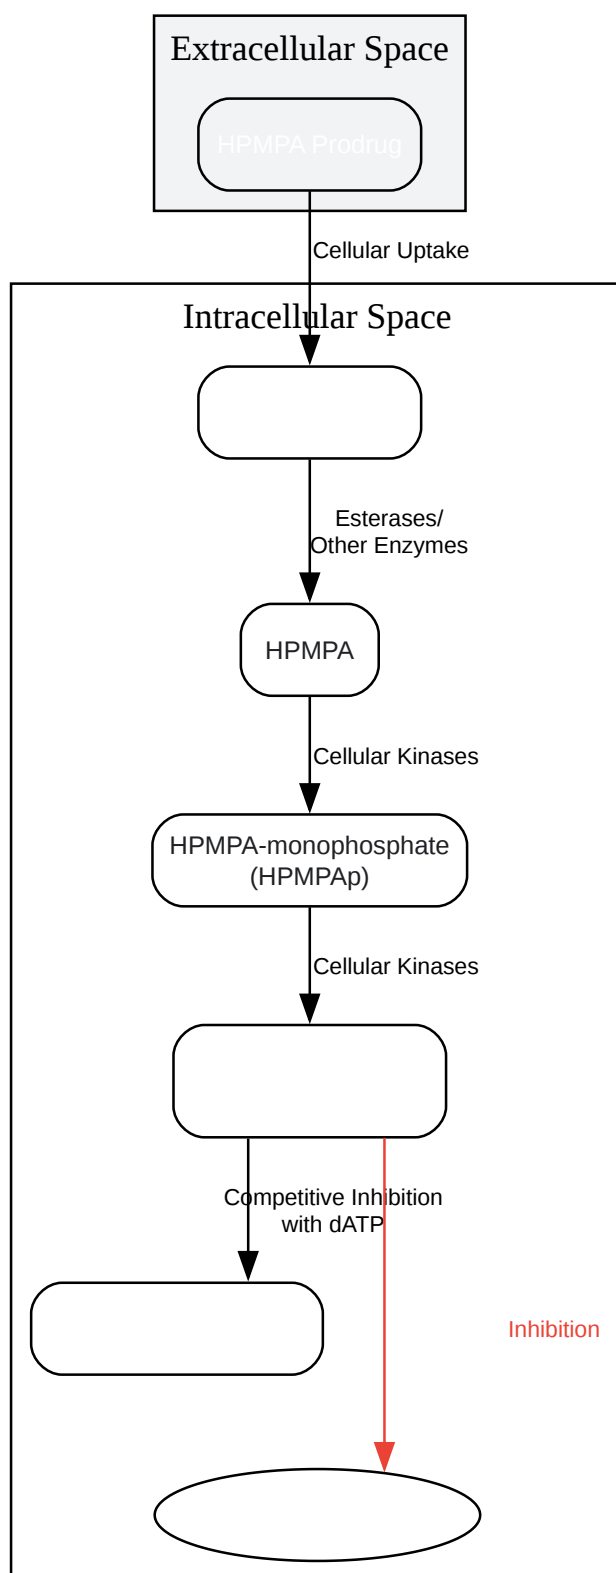 Extracellular Space
HPMPA Prodrug
Cellular Uptake
Intracellular Space
Esterases/
Other Enzymes
HPMPA
Cellular Kinases
HPMPA-monophosphate
(HPMPAp)
Cellular Kinases
Competitive Inhibition
with dATP
Inhibition